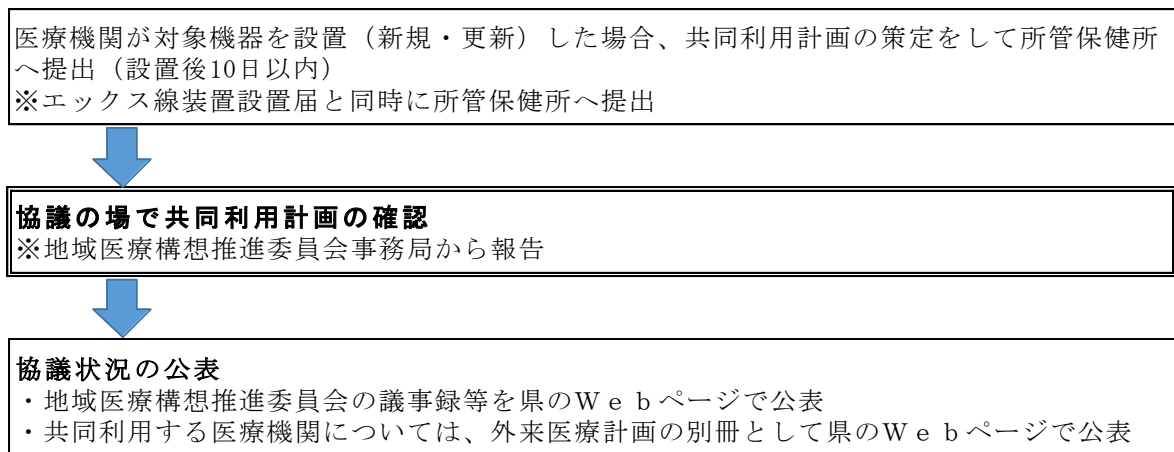 医療機関が対象機器を設置（新規・更新）した場合、共同利用計画の策定をして所管保健所
へ提出（設置後10日以内）
※エックス線装置設置届と同時に所管保健所へ提出
協議の場で共同利用計画の確認
※地域医療構想推進委員会事務局から報告
協議状況の公表
・地域医療構想推進委員会の議事録等を県のＷｅｂページで公表
・共同利用する医療機関については、外来医療計画の別冊として県のＷｅｂページで公表